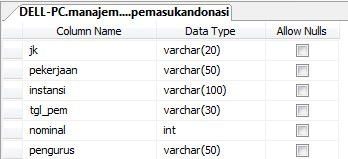 DELL-PC.manajem....pemasukandonasi
Column Name Data Type Allow Nulls
jk varchar(20)
pekerjaan varchar(50)
instansi varchar(100)
tgl_pem varchar(30)
nominal int
pengurus varchar(50)